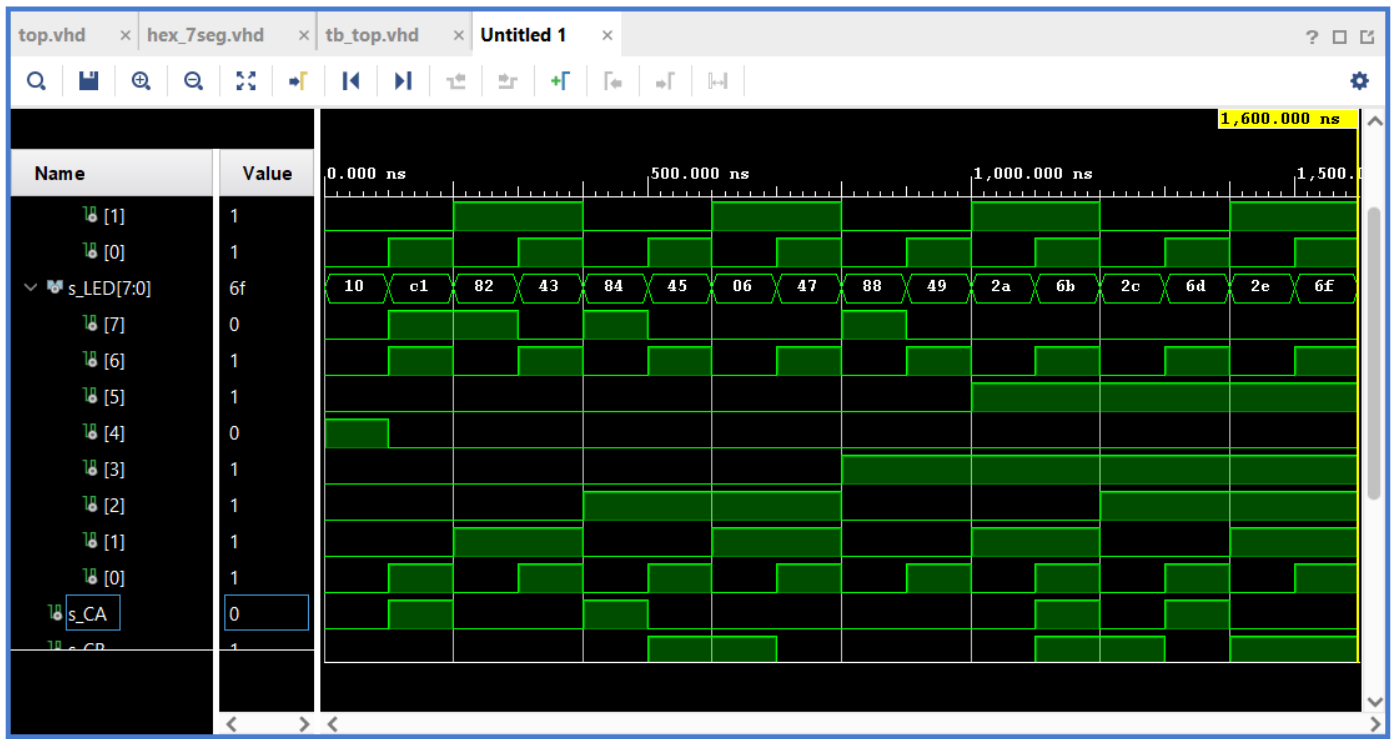 top.vhd × hex_7seg.vhd × tb_top.vhd × Untitled 1 × ?
1,600.000 ns
Name Value 0.000 ns 500.000 ns 1,000.000 ns 1,500.
[1] 1
[0] 1
s_LED[7:0] 6f 10 c1 82 43 84 45 06 47 88 49 2a 6b 2c 6d 2e 6f
[7] 0
[6] 1
[5] 1
[4] 0
[3] 1
[2] 1
[1] 1
[0] 1
s_CA 0
s_CB 1